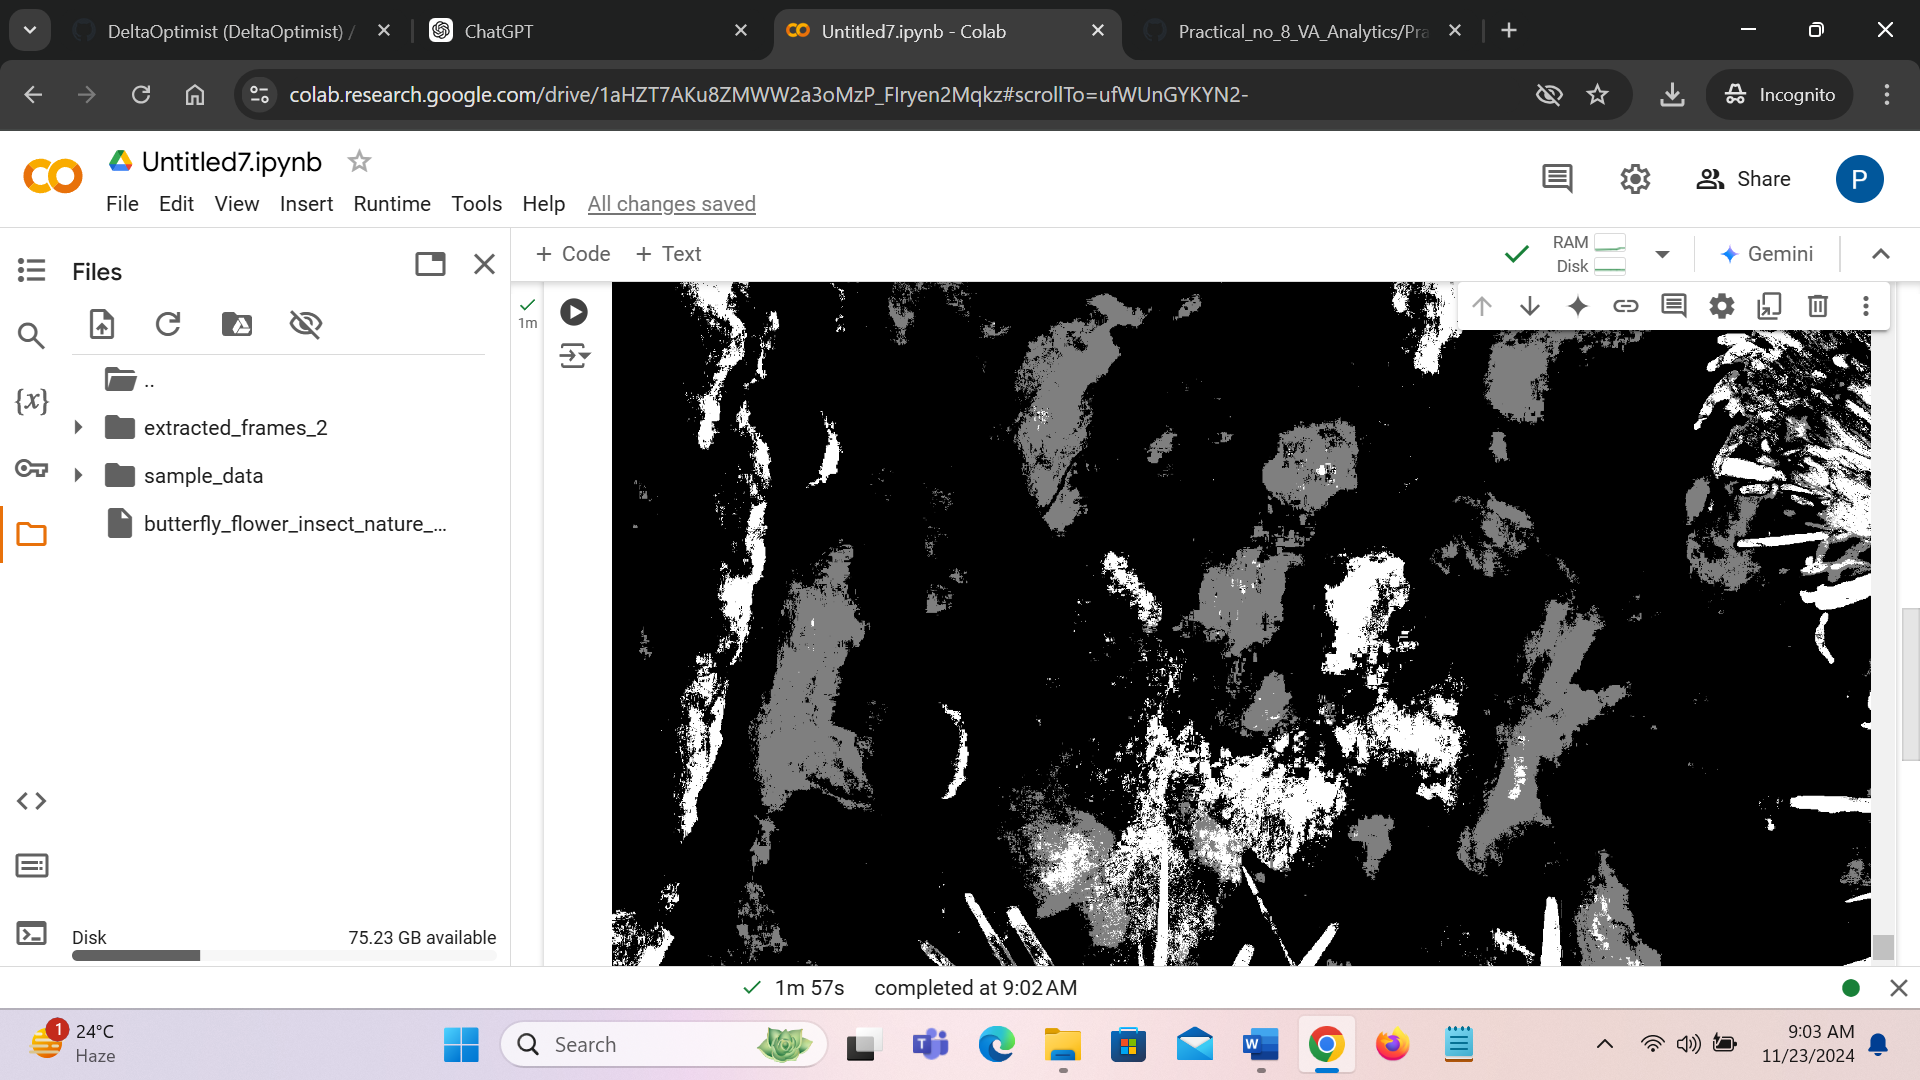 DeltaOptimist (DeltaOptimist) /
ChatGPT
Untitled7.ipynb - Colab
Practical_no_8_VA_Analytics/Pra
colab.research.google.com/drive/1aHZT7AKu8ZMWW2a3oMzP_FIryen2Mqkz#scrollTo=ufWUnGYKYN2-
Incognito
Untitled7.ipynb
File Edit View Insert Runtime Tools Help All changes saved
Share
P
Files
+ Code + Text
RAM
Disk
Gemini
1m
{x}
..
extracted_frames_2
sample_data
butterfly_flower_insect_nature_...
Disk 75.23 GB available
1m 57s completed at 9:02 AM
1
24°C
Haze
Search
9:03 AM
11/23/2024